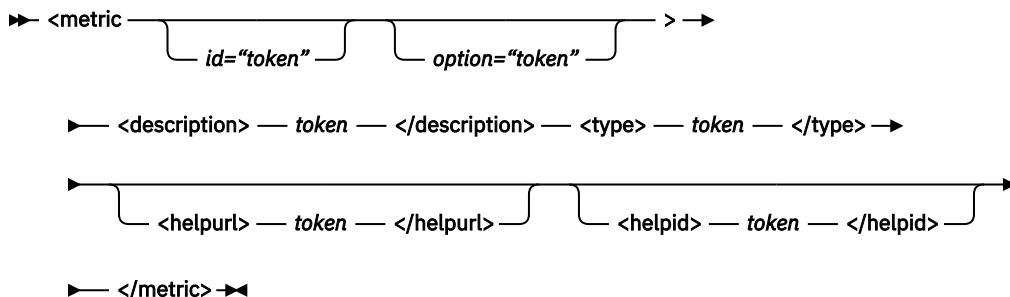 <metric >
id=“token” option=“token”
<description> token </description> <type> token </type>
<helpurl> token </helpurl> <helpid> token </helpid>
</metric>